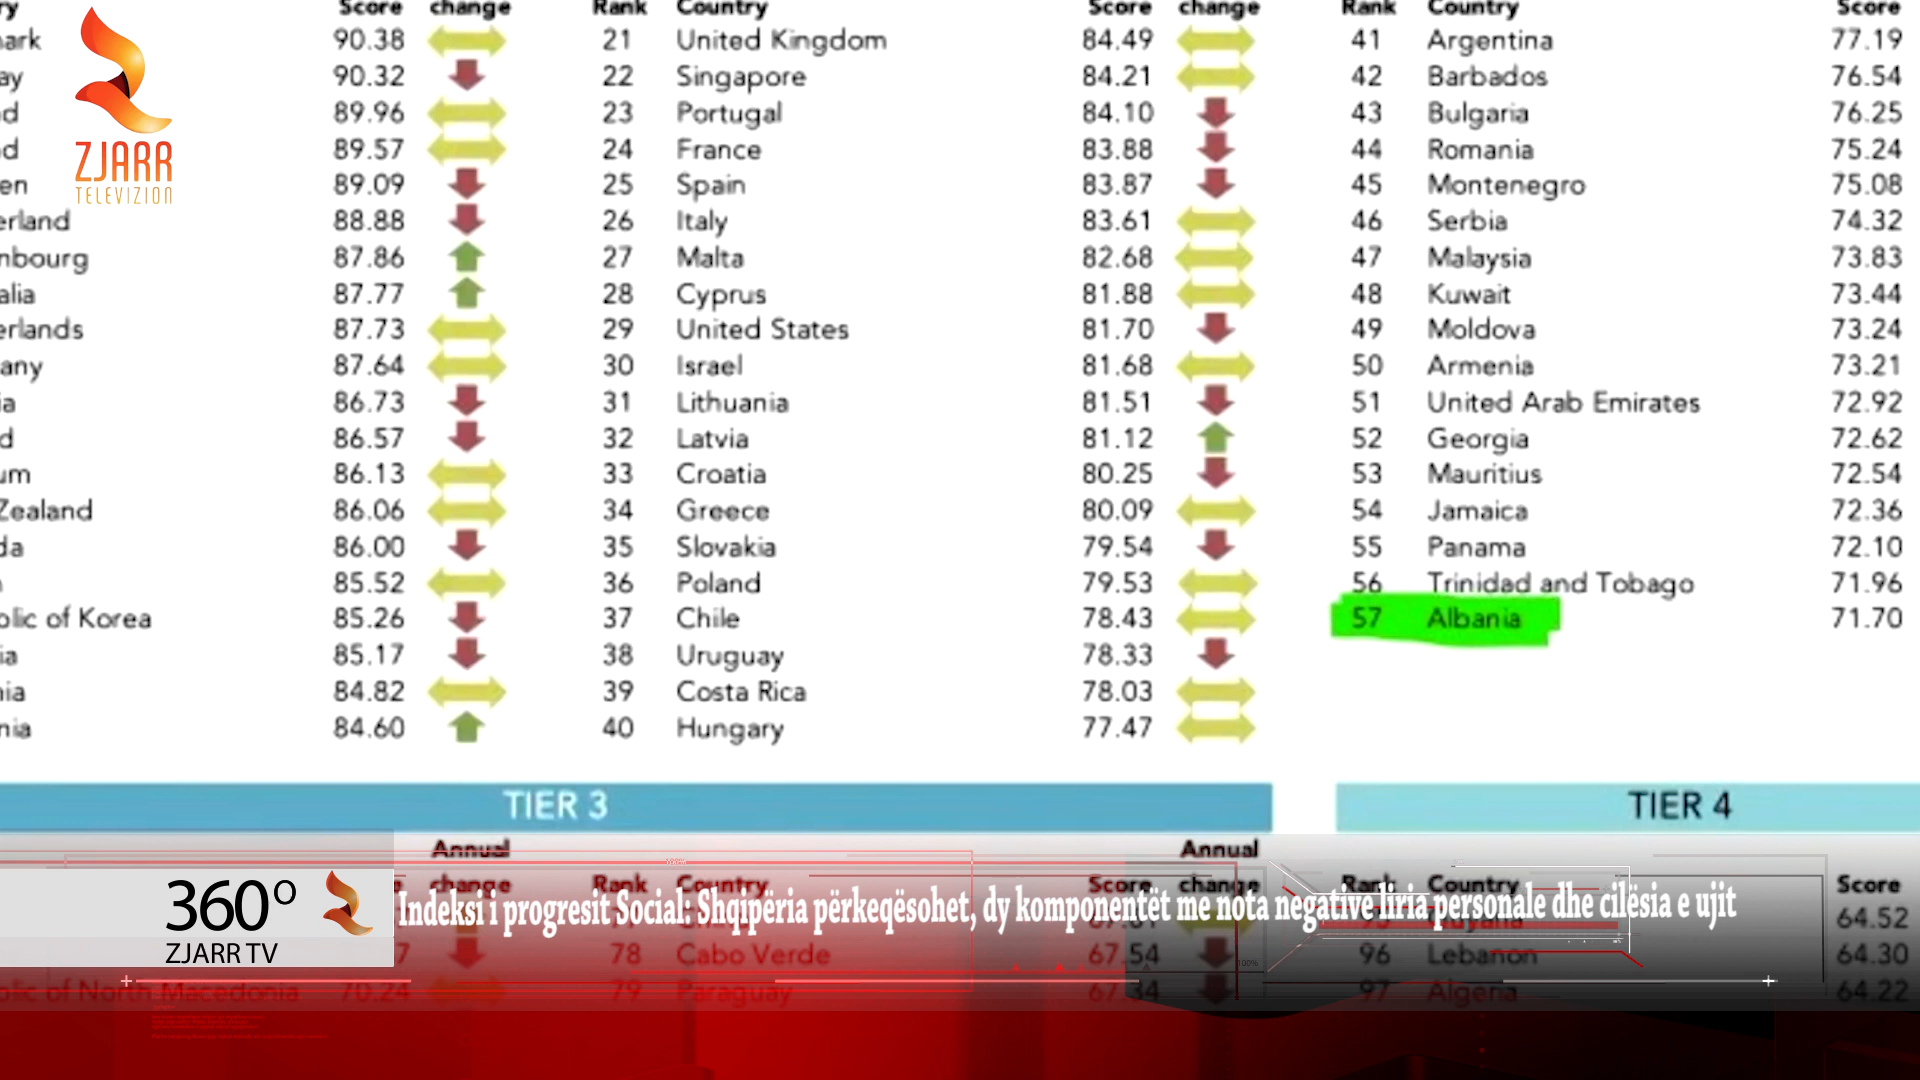 ry Score change Rank Country Score change Rank Country Score
ark 90.38 21 United Kingdom 84.49 41 Argentina 77.19
ay 90.32 22 Singapore 84.21 42 Barbados 76.54
d 89.96 23 Portugal 84.10 43 Bulgaria 76.25
d 89.57 24 France 83.88 44 Romania 75.24
en 89.09 25 Spain 83.87 45 Montenegro 75.08
erland 88.88 26 Italy 83.61 46 Serbia 74.32
nbourg 87.86 27 Malta 82.68 47 Malaysia 73.83
alia 87.77 28 Cyprus 81.88 48 Kuwait 73.44
erlands 87.73 29 United States 81.70 49 Moldova 73.24
any 87.64 30 Israel 81.68 50 Armenia 73.21
ia 86.73 31 Lithuania 81.51 51 United Arab Emirates 72.92
d 86.57 32 Latvia 81.12 52 Georgia 72.62
um 86.13 33 Croatia 80.25 53 Mauritius 72.54
Zealand 86.06 34 Greece 80.09 54 Jamaica 72.36
da 86.00 35 Slovakia 79.54 55 Panama 72.10
85.52 36 Poland 79.53 56 Trinidad and Tobago 71.96
blic of Korea 85.26 37 Chile 78.43 57 Albania 71.70
ia 85.17 38 Uruguay 78.33
nia 84.82 39 Costa Rica 78.03
nia 84.60 40 Hungary 77.47
ZJARR
TELEVIZION
TIER 3 TIER 4
Annual Annual
change Rank Country Score change Rank Country Score
360º
ZJARR TV
Indeksi i progresit Social: Shqipëria përkeqësohet, dy komponentët me nota negative liria personale dhe cilësia e ujit
64.52
78 Cabo Verde 67.54 96 Lebanon 64.30
blic of North Macedonia 70.24 79 Paraguay 67.34 97 Algeria 64.22